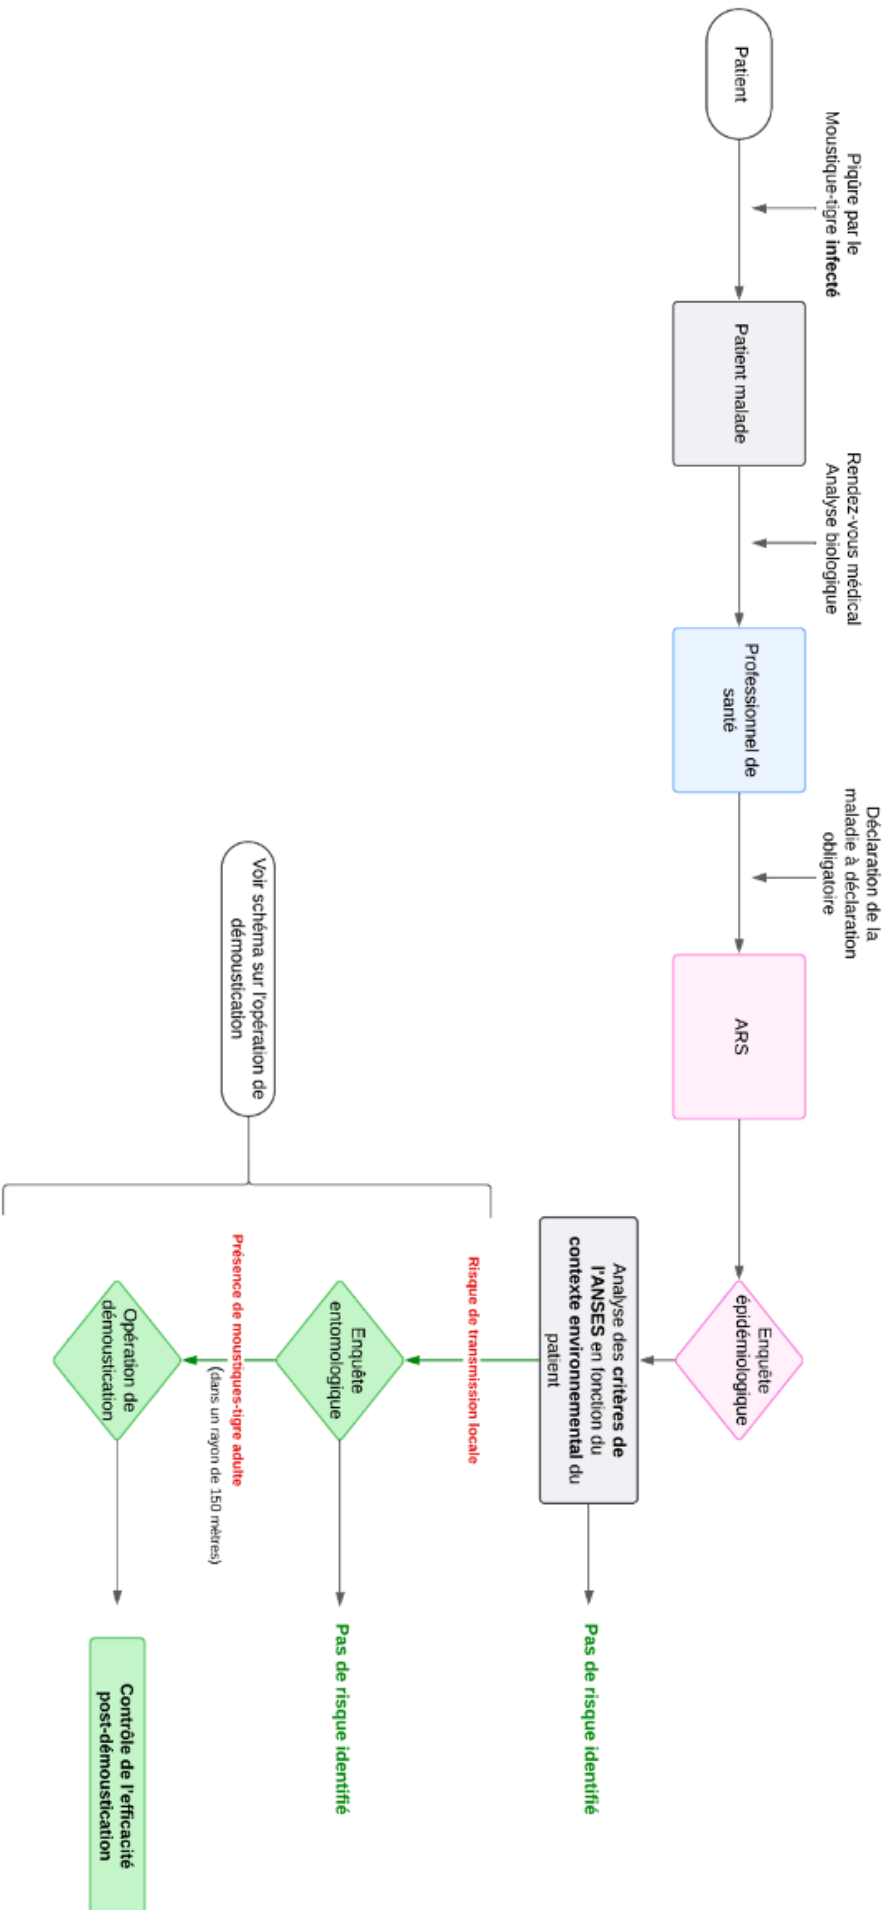 Patient
Piqûre par le
Moustique-tigre infecté
Patient malade
Rendez-vous médical
Analyse biologique
Professionnel de
santé
Déclaration de la
maladie à déclaration
obligatoire
ARS
Enquête
épidémiologique
Analyse des critères de
l'ANSES en fonction du
contexte environnemental du
patient
Pas de risque identifié
Risque de transmission locale
Enquête
entomologique
Pas de risque identifié
Présence de moustiques-tigre adulte
(dans un rayon de 150 mètres)
Opération de
démoustication
Contrôle de l'efficacité
post-démoustication
Voir schéma sur l'opération de
démoustication